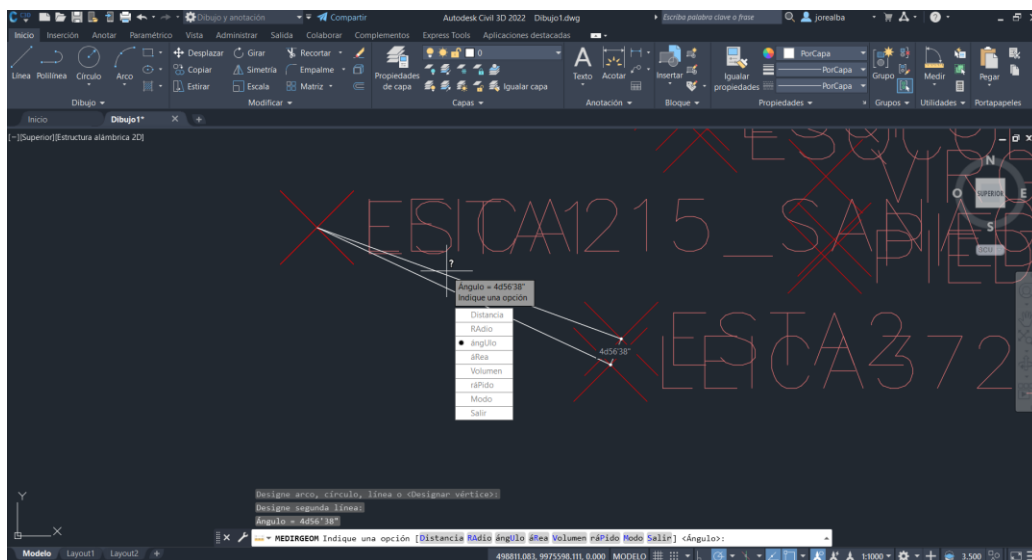 Dibujo y anotación
Compartir
Autodesk Civil 3D 2022 Dibujo1.dwg
Escriba palabra clave o frase
jorealba
Inicio Inserción Anotar Paramétrico Vista Administrar Salida Colaborar Complementos Express Tools Aplicaciones destacadas
Línea Polilínea Círculo Arco
Desplazar Girar Recortar
Copiar Simetría Empalme
Estirar Escala Matriz
Propiedades de capa
0
Igualar capa
Texto Acotar
Insertar
Igualar propiedades
PorCapa
PorCapa
PorCapa
Grupo
Medir
Pegar
Dibujo Modificar Capas Anotación Bloque Propiedades Grupos Utilidades Portapapeles
Inicio Dibujo1* +
[−][Superior][Estructura alámbrica 2D]
N
O SUPERIOR E
S
SCU
?
Ángulo = 4d56'38"
Indique una opción
Distancia
RAdio
ángUlo
áRea
Volumen
ráPido
Modo
Salir
4d56'38"
Y
X
Designe arco, círculo, línea o <Designar vértice>:
Designe segunda línea:
Ángulo = 4d56'38"
MEDIRGEOM Indique una opción [Distancia RAdio ángUlo áRea Volumen ráPido Modo Salir] <Ángulo>:
Modelo Layout1 Layout2 +
498811.083, 9975598.111, 0.000 MODELO
1:1000
3.500